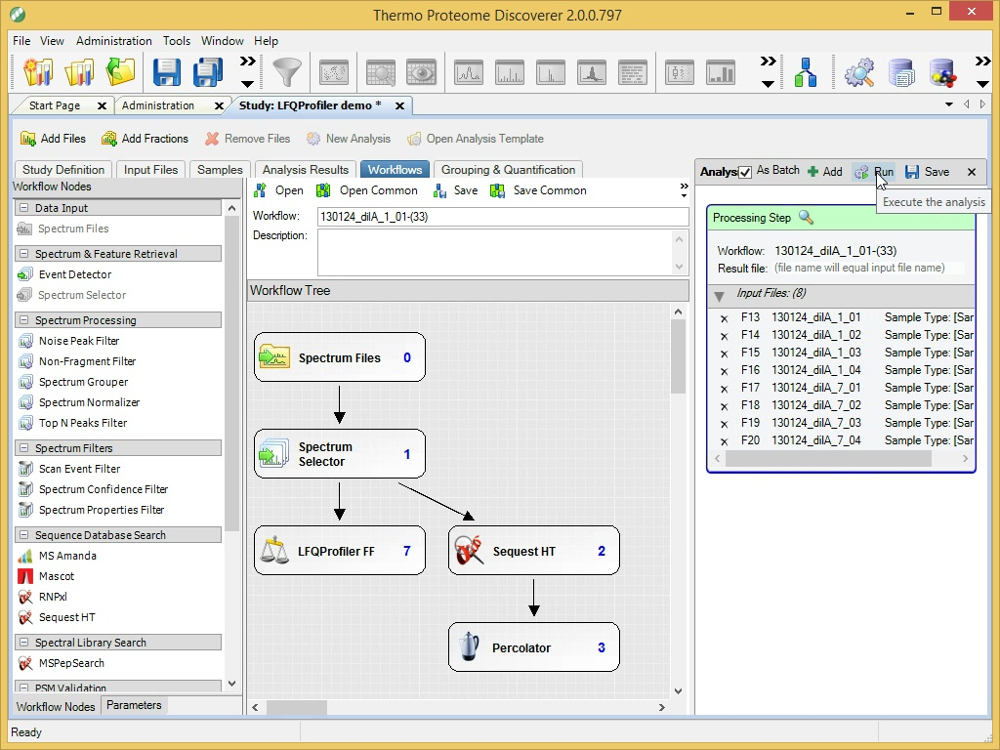 Thermo Proteome Discoverer 2.0.0.797
File View Administration Tools Window Help
Start Page
Administration
Study: LFQProfiler demo *
Add Files Add Fractions Remove Files New Analysis Open Analysis Template
Study Definition Input Files Samples Analysis Results Workflows Grouping & Quantification
Workflow Nodes
Data Input
Spectrum Files
Spectrum & Feature Retrieval
Event Detector
Spectrum Selector
Spectrum Processing
Noise Peak Filter
Non-Fragment Filter
Spectrum Grouper
Spectrum Normalizer
Top N Peaks Filter
Spectrum Filters
Scan Event Filter
Spectrum Confidence Filter
Spectrum Properties Filter
Sequence Database Search
MS Amanda
Mascot
RNPxl
Sequest HT
Spectral Library Search
MSPepSearch
PSM Validation
Workflow Nodes Parameters
Open Open Common Save Save Common
Workflow: 130124_dilA_1_01-(33)
Description:
Workflow Tree
Spectrum Files 0
Spectrum
Selector 1
LFQProfiler FF 7
Sequest HT 2
Percolator 3
Analys As Batch Add Run Save
Execute the analysis
Processing Step
Workflow: 130124_dilA_1_01-(33)
Result file: (file name will equal input file name)
Input Files: (8)
F13 130124_dilA_1_01 Sample Type: [Sar
F14 130124_dilA_1_02 Sample Type: [Sar
F15 130124_dilA_1_03 Sample Type: [Sar
F16 130124_dilA_1_04 Sample Type: [Sar
F17 130124_dilA_7_01 Sample Type: [Sar
F18 130124_dilA_7_02 Sample Type: [Sar
F19 130124_dilA_7_03 Sample Type: [Sar
F20 130124_dilA_7_04 Sample Type: [Sar
Ready